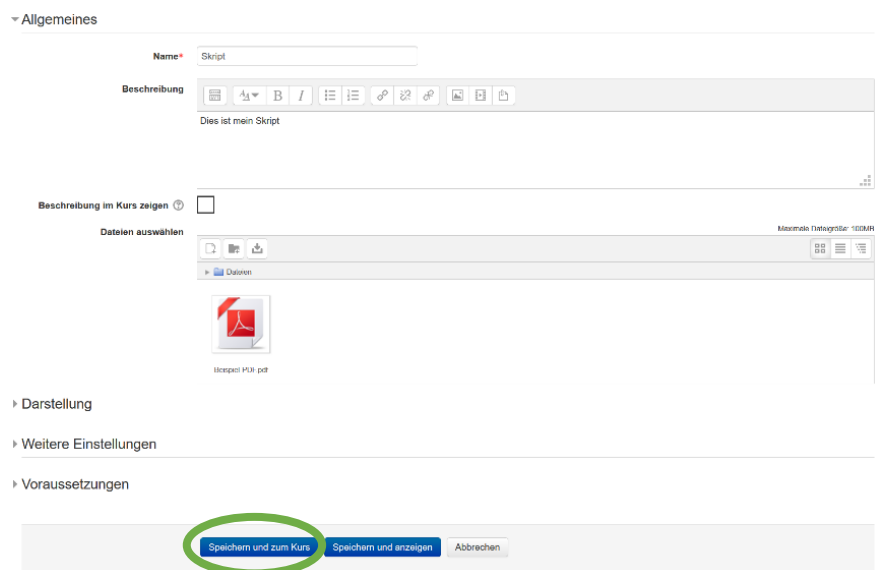 Allgemeines
Name*
Skript
Beschreibung
B I
Dies ist mein Skript
Beschreibung im Kurs zeigen
Dateien auswählen
Maximale Dateigröße: 100MB
Dateien
Beispiel PDF.pdf
Darstellung
Weitere Einstellungen
Voraussetzungen
Speichern und zum Kurs Speichern und anzeigen Abbrechen